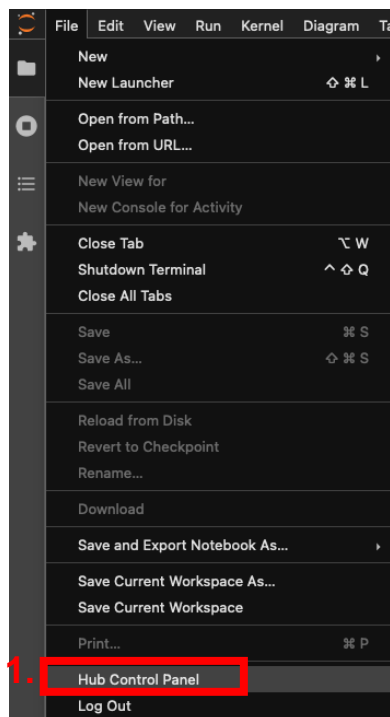 File Edit View Run Kernel Diagram Ta
New
New Launcher ⇧ ⌘ L
Open from Path...
Open from URL...
New View for
New Console for Activity
Close Tab ⌥ W
Shutdown Terminal ^ ⇧ Q
Close All Tabs
Save ⌘ S
Save As... ⇧ ⌘ S
Save All
Reload from Disk
Revert to Checkpoint
Rename...
Download
Save and Export Notebook As...
Save Current Workspace As...
Save Current Workspace
Print... ⌘ P
1. Hub Control Panel
Log Out